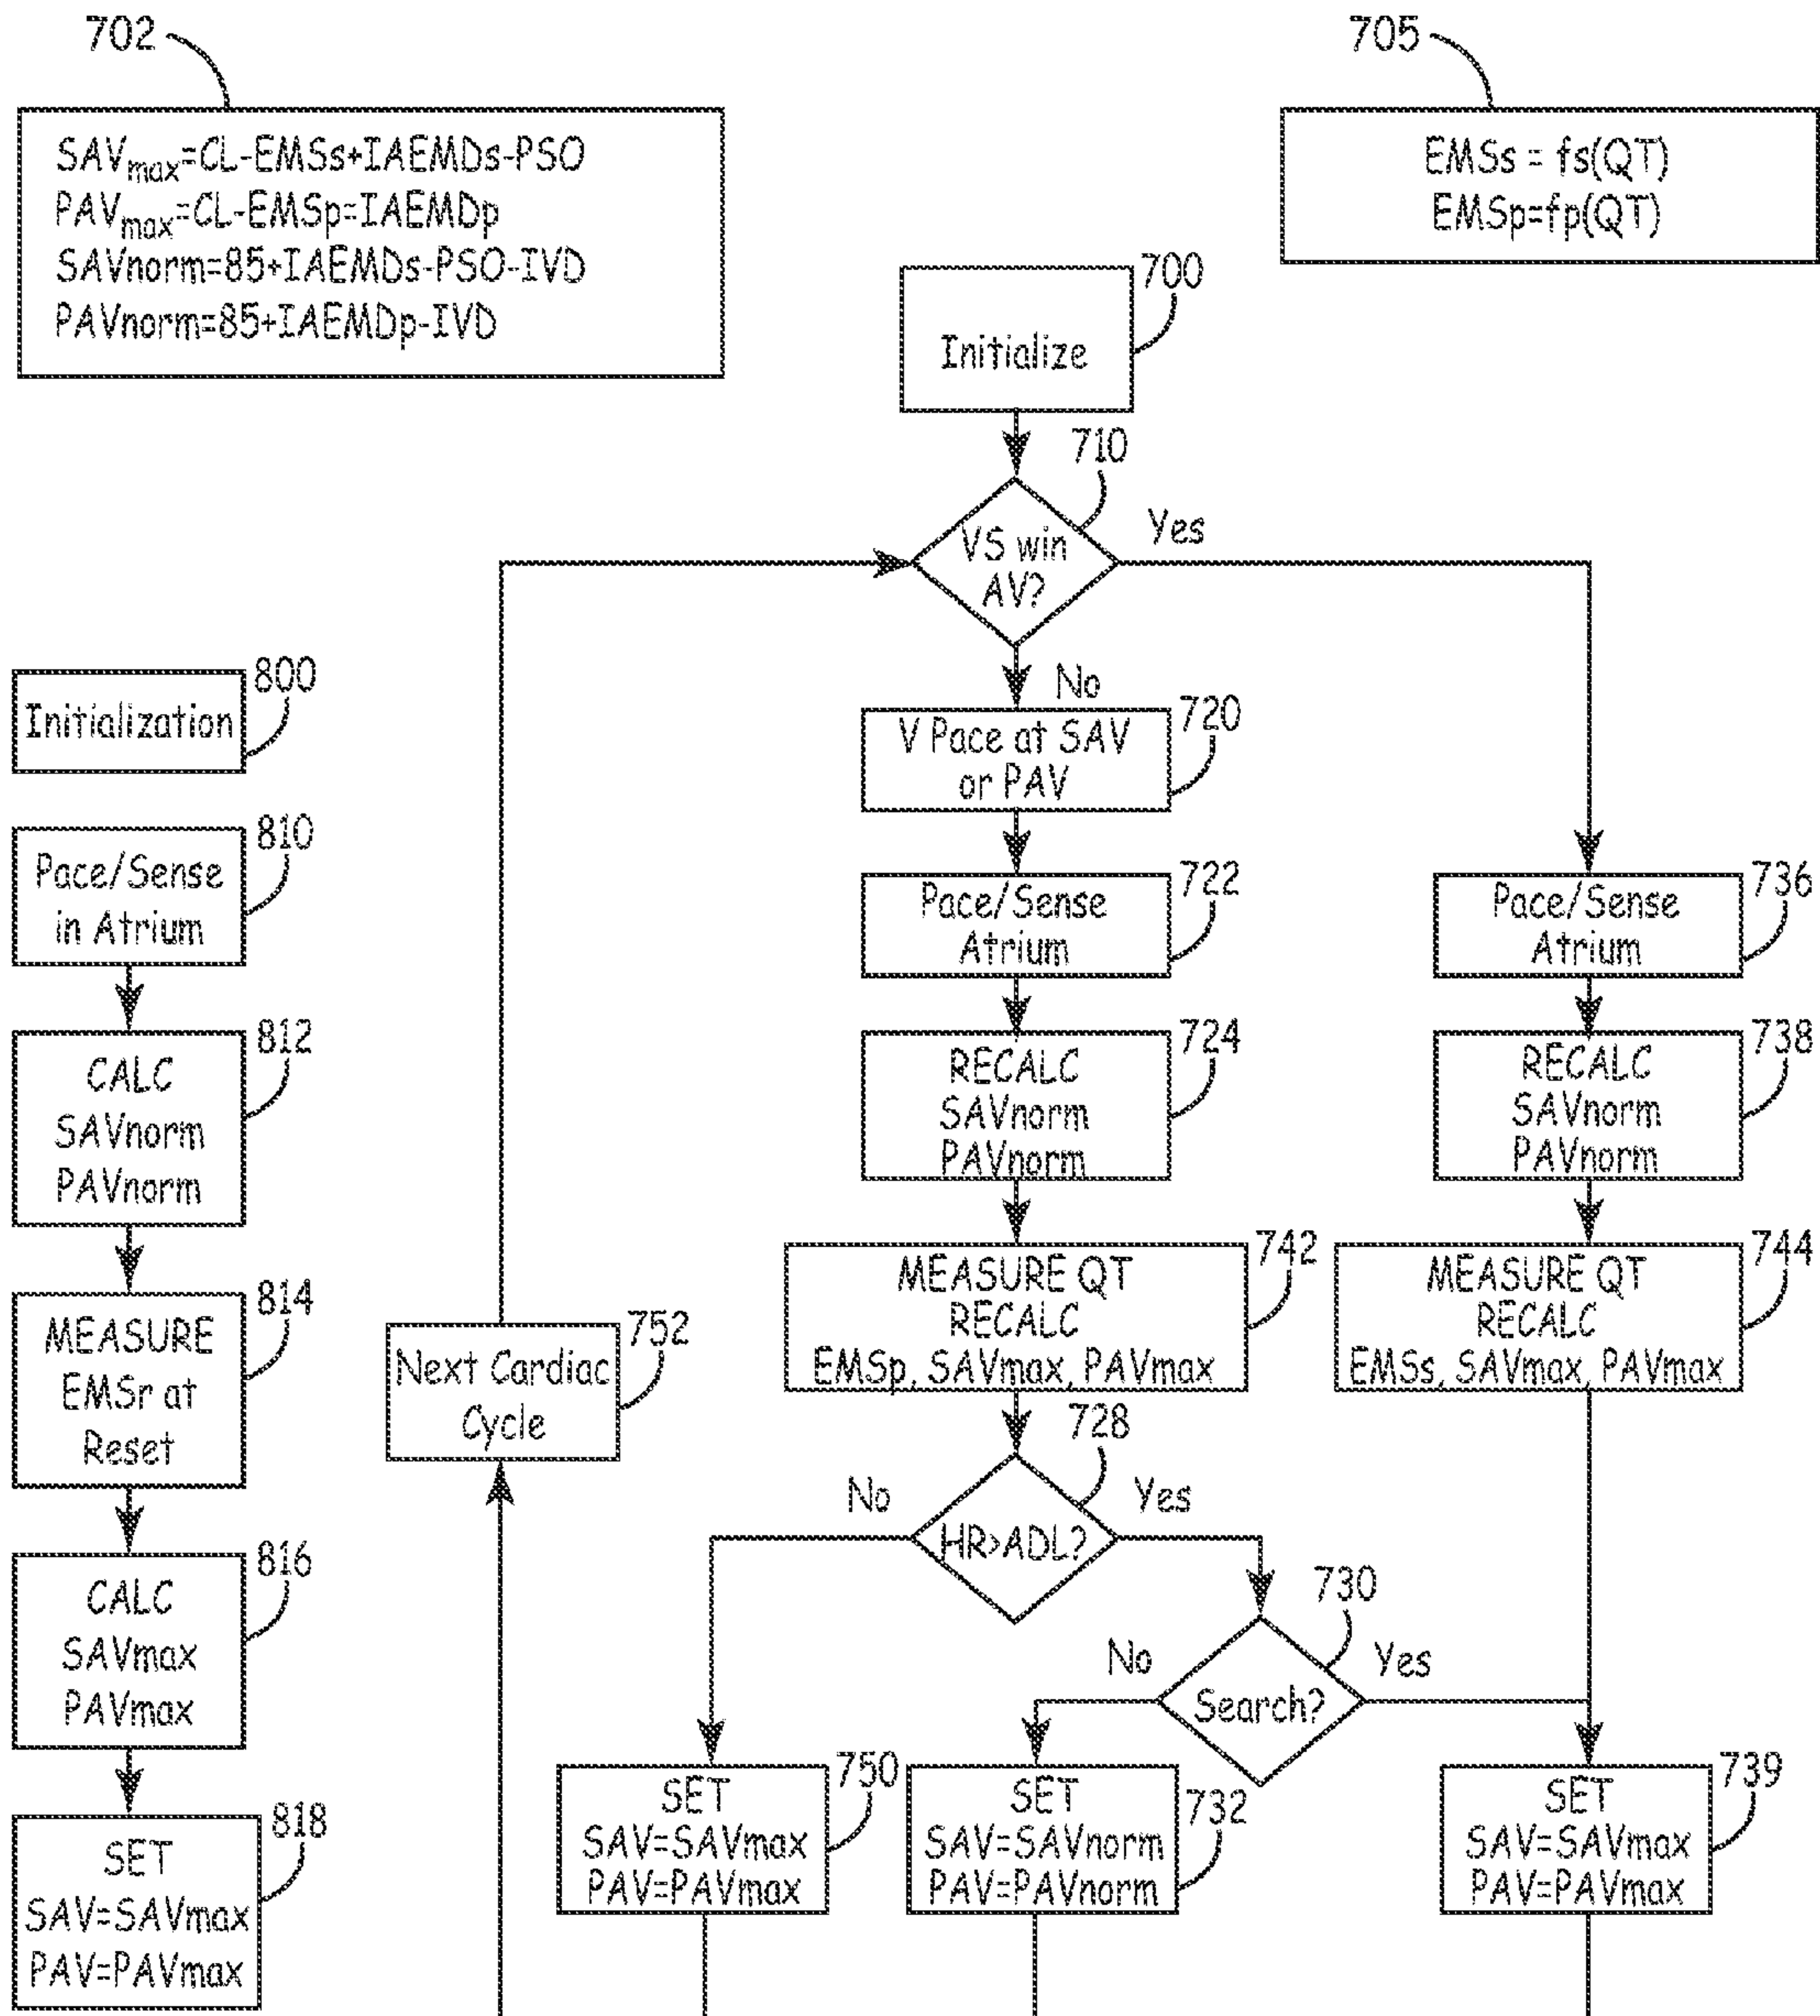 702
SAVmax=CL-EMSs+IAEMDs-PSO
PAVmax=CL-EMSp=IAEMDp
SAVnorm=85+IAEMDs-PSO-IVD
PAVnorm=85+IAEMDp-IVD
705
EMSs = fs(QT)
EMSp=fp(QT)
700
Initialize
710
VS win
AV?
Yes
No
720
V Pace at SAV
or PAV
722
Pace/Sense
Atrium
724
RECALC
SAVnorm
PAVnorm
742
MEASURE QT
RECALC
EMSp, SAVmax, PAVmax
728
HR>ADL?
No
Yes
730
Search?
No
Yes
750
SET
SAV=SAVmax
PAV=PAVmax
732
SET
SAV=SAVnorm
PAV=PAVnorm
736
Pace/Sense
Atrium
738
RECALC
SAVnorm
PAVnorm
744
MEASURE QT
RECALC
EMSs, SAVmax, PAVmax
739
SET
SAV=SAVmax
PAV=PAVmax
752
Next Cardiac
Cycle
800
Initialization
810
Pace/Sense
in Atrium
812
CALC
SAVnorm
PAVnorm
814
MEASURE
EMSr at
Reset
816
CALC
SAVmax
PAVmax
818
SET
SAV=SAVmax
PAV=PAVmax